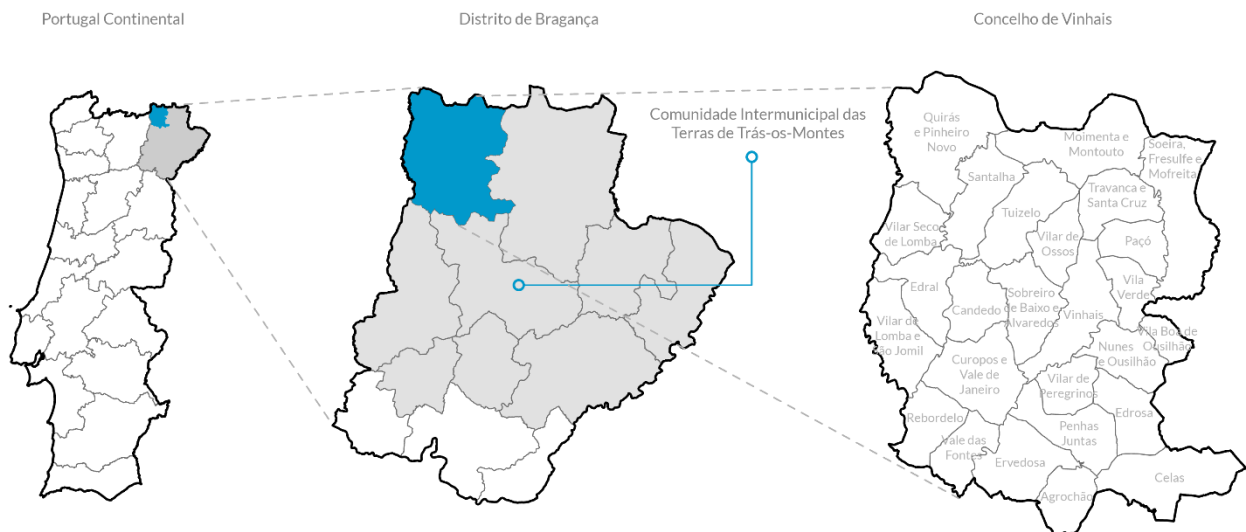 Portugal Continental
Distrito de Bragança
Concelho de Vinhais
Comunidade Intermunicipal das
Terras de Trás-os-Montes
Quirás
e Pinheiro
Novo
Moimenta e
Montouto
Soeira,
Fresulfe e
Mofreita
Santalha
Travanca e
Santa Cruz
Tuizelo
Vilar Seco
de Lomba
Vilar de
Ossos
Paçó
Edral
Candedo
Sobreiro
de Baixo e
Alvaredos
Vinhais
Vila
Verde
Vilar de
Lomba e
São Jomil
Vila Boa de
Ousilhão
Nunes
e Ousilhão
Curopos e
Vale de
Janeiro
Vilar de
Peregrinos
Rebordelo
Edrosa
Vale das
Fontes
Penhas
Juntas
Ervedosa
Celas
Agrochão